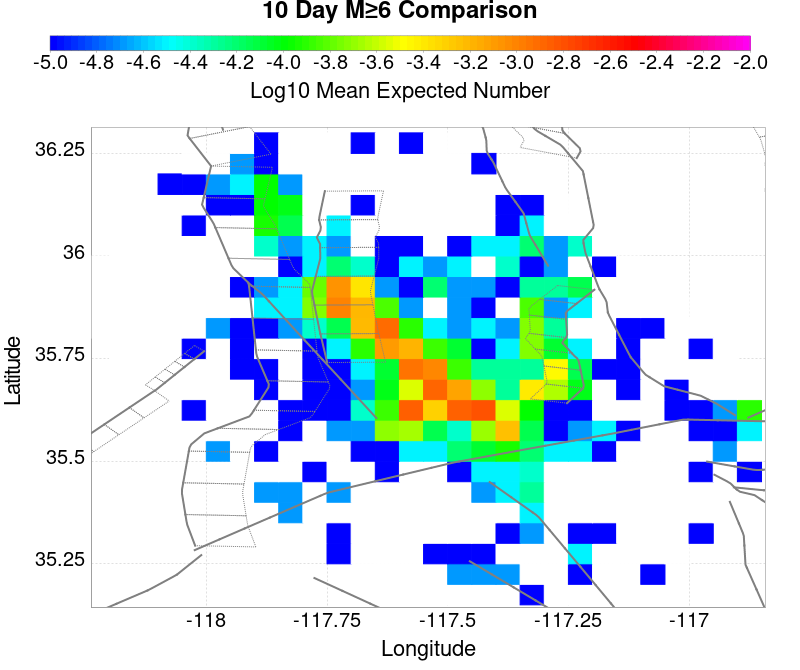 10 Day M≥6 Comparison
-5.0 -4.8 -4.6 -4.4 -4.2 -4.0 -3.8 -3.6 -3.4 -3.2 -3.0 -2.8 -2.6 -2.4 -2.2 -2.0
Log10 Mean Expected Number
36.25
36
35.75
35.5
35.25
Latitude
-118 -117.75 -117.5 -117.25 -117
Longitude